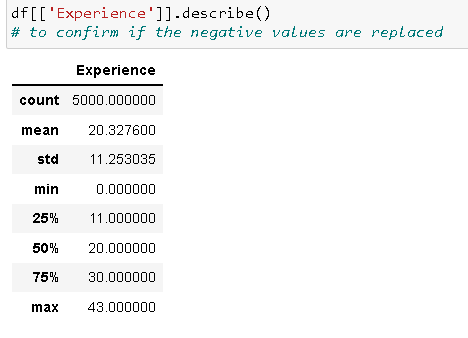 df[['Experience']].describe()
# to confirm if the negative values are replaced
Experience
count 5000.000000
mean 20.327600
std 11.253035
min 0.000000
25% 11.000000
50% 20.000000
75% 30.000000
max 43.000000